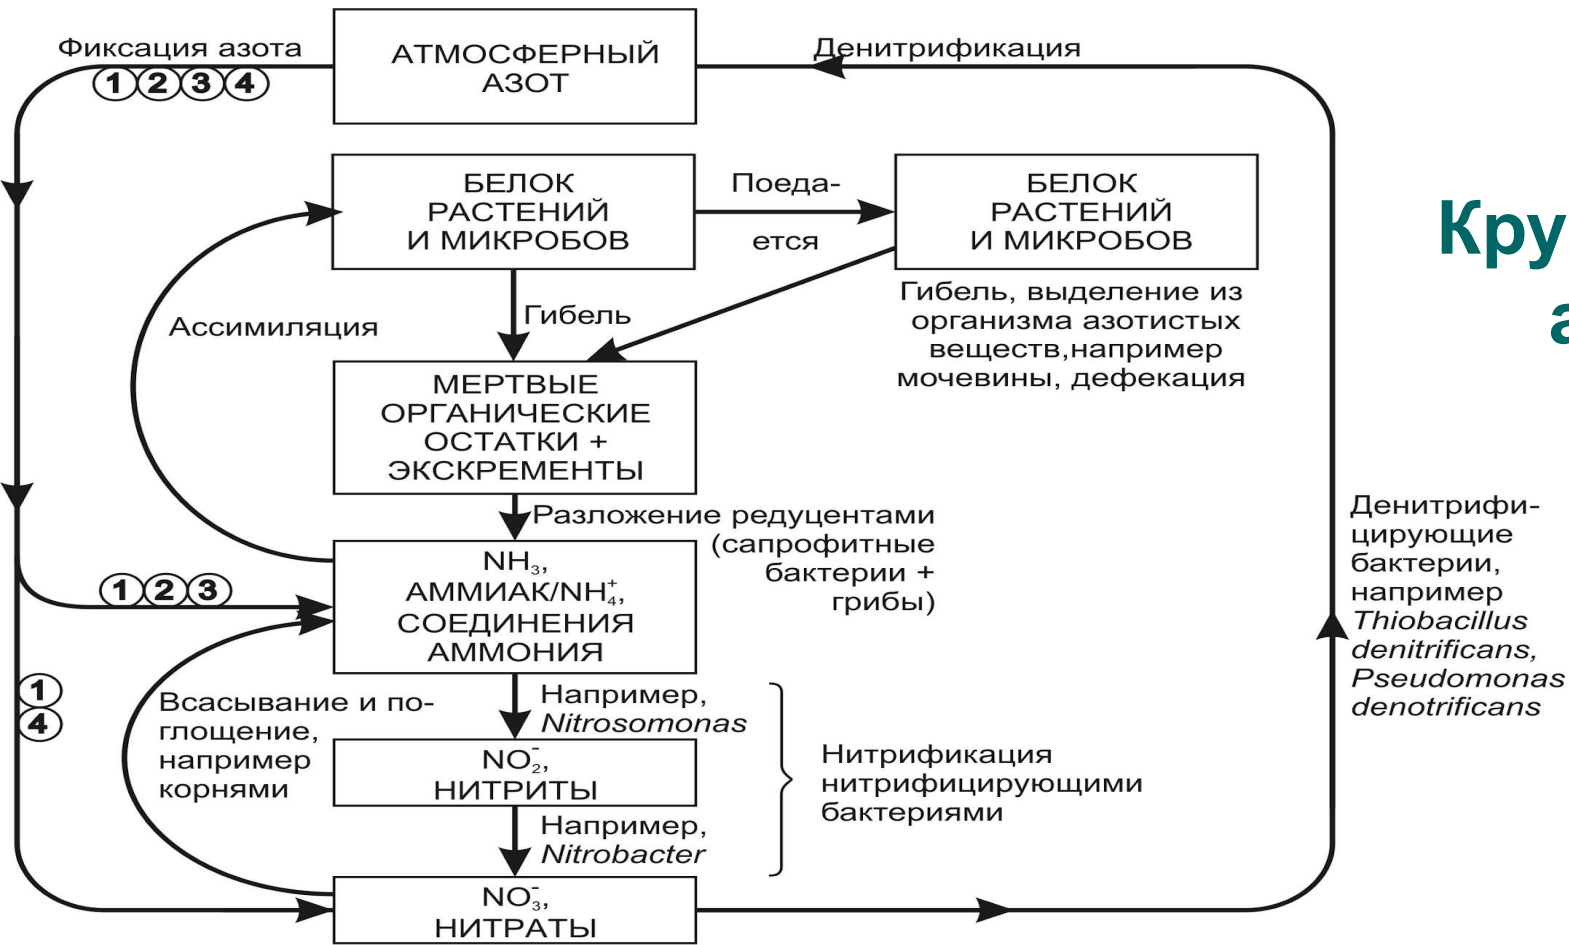 Фиксация азота
1 2 3 4
АТМОСФЕРНЫЙ
АЗОТ
Денитрификация
БЕЛОК
РАСТЕНИЙ
И МИКРОБОВ
Поеда-
ется
БЕЛОК
РАСТЕНИЙ
И МИКРОБОВ
Кру
а
Ассимиляция
Гибель
Гибель, выделение из
организма азотистых
веществ,например
мочевины, дефекация
МЕРТВЫЕ
ОРГАНИЧЕСКИЕ
ОСТАТКИ +
ЭКСКРЕМЕНТЫ
Разложение редуцентами
(сапрофитные
бактерии +
грибы)
1 2 3
NH₃,
АММИАК/NH₄⁺,
СОЕДИНЕНИЯ
АММОНИЯ
Денитрифи-
цирующие
бактерии,
например
Thiobacillus
denitrificans,
Pseudomonas
denotrificans
1
4
Всасывание и по-
глощение,
например
корнями
Например,
Nitrosomonas
NO₂⁻,
НИТРИТЫ
Например,
Nitrobacter
Нитрификация
нитрифицирующими
бактериями
NO₃⁻,
НИТРАТЫ